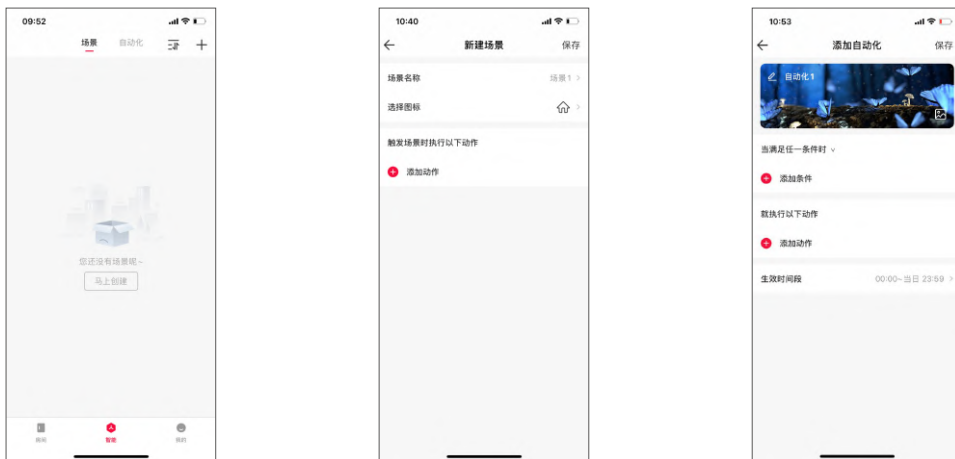 09:52
场景 自动化
您还没有场景呢~
马上创建
房间 智能 我的
10:40
新建场景 保存
场景名称 场景1 >
选择图标 >
触发场景时执行以下动作
添加动作
10:53
添加自动化 保存
自动化1
当满足任一条件时
添加条件
就执行以下动作
添加动作
生效时间段 00:00~当日 23:59 >